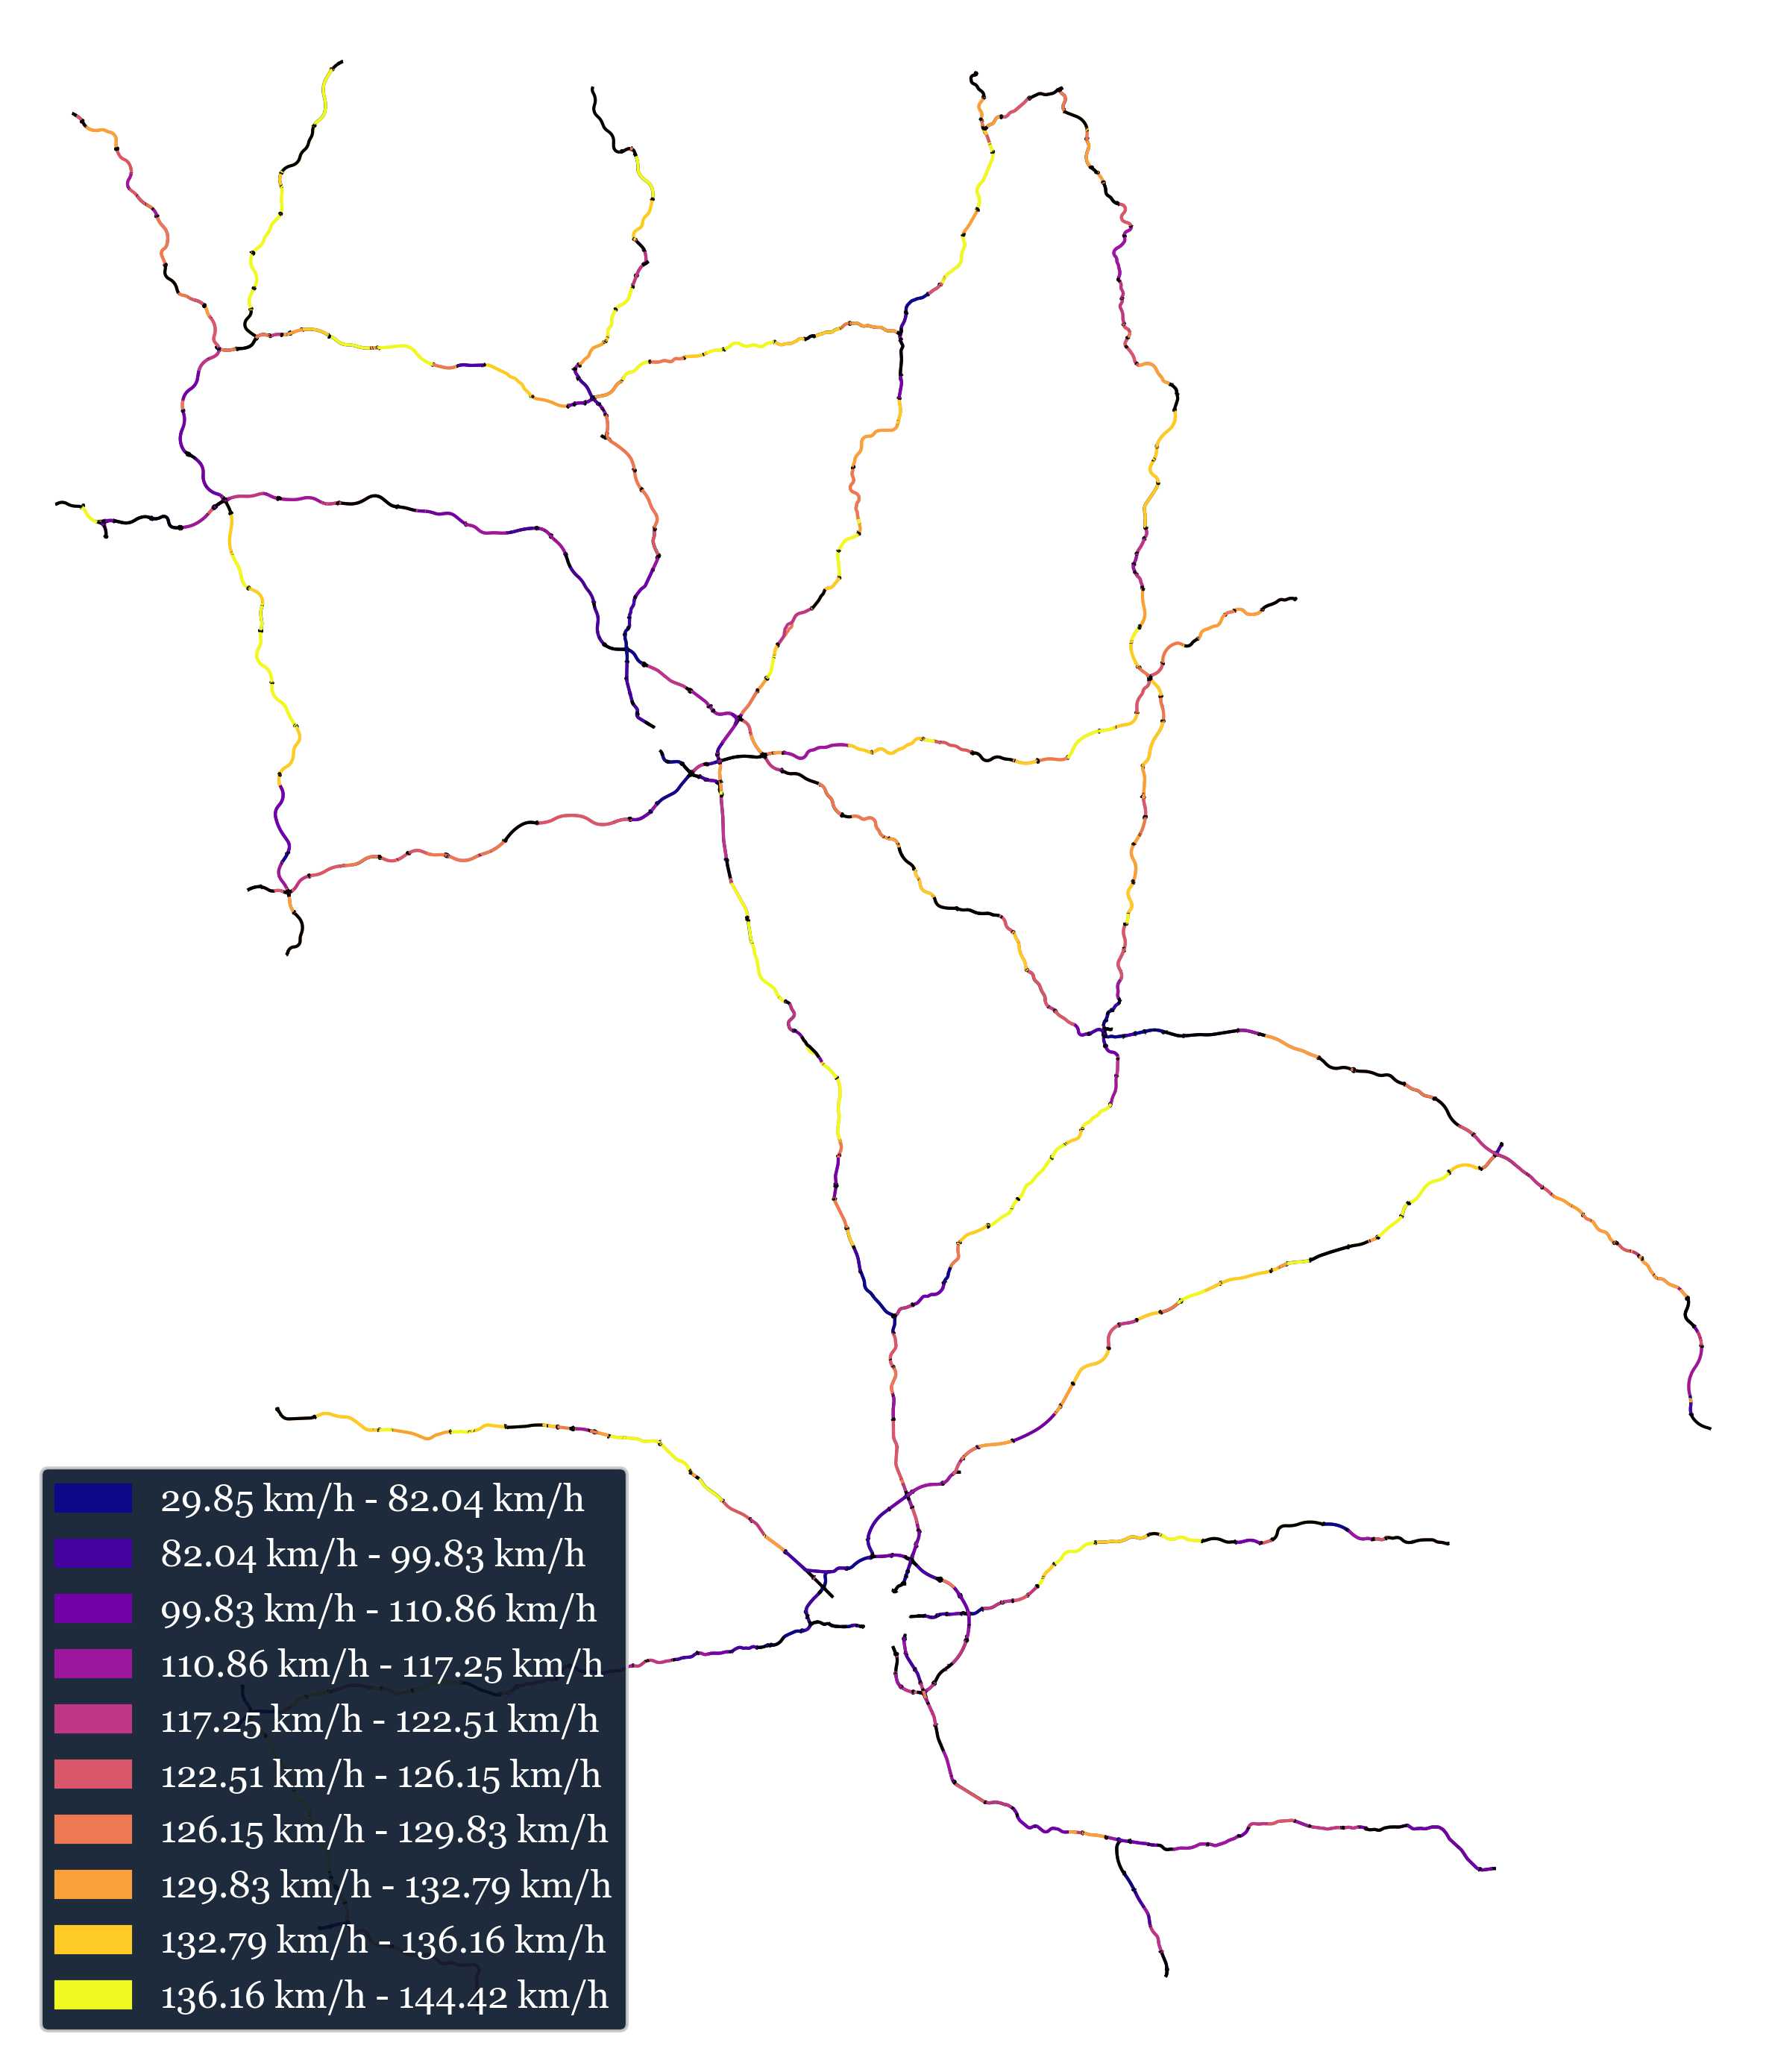 29.85 km/h - 82.04 km/h
82.04 km/h - 99.83 km/h
99.83 km/h - 110.86 km/h
110.86 km/h - 117.25 km/h
117.25 km/h - 122.51 km/h
122.51 km/h - 126.15 km/h
126.15 km/h - 129.83 km/h
129.83 km/h - 132.79 km/h
132.79 km/h - 136.16 km/h
136.16 km/h - 144.42 km/h